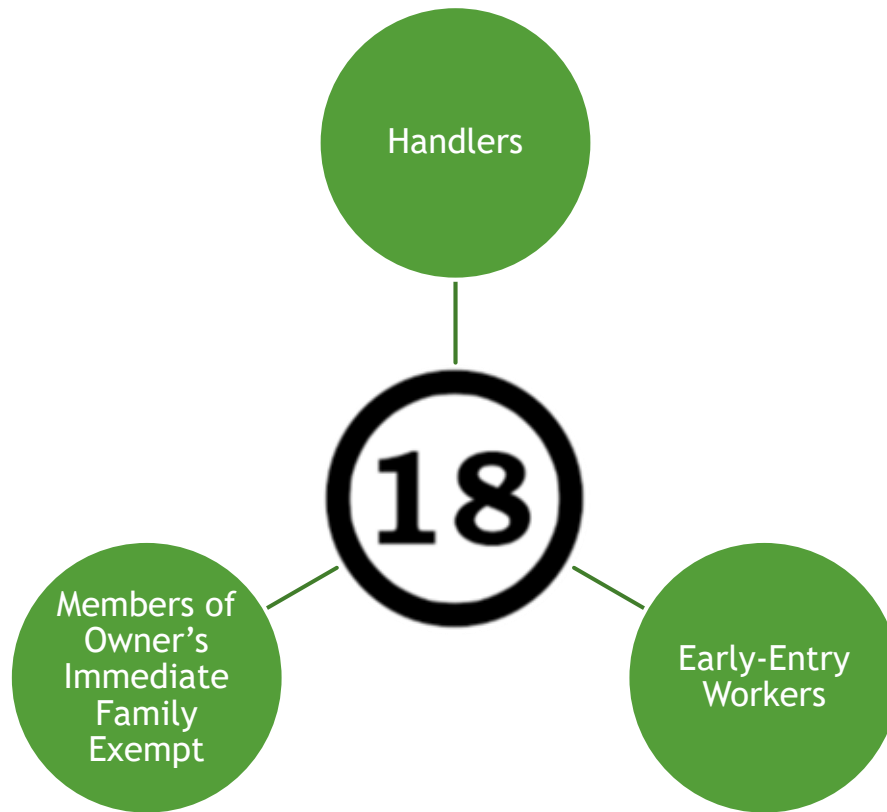 Handlers
18
Members of
Owner’s
Immediate
Family
Exempt
Early-Entry
Workers